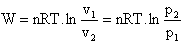 W = nRT. ln v₁/v₂ = nRT. ln p₂/p₁